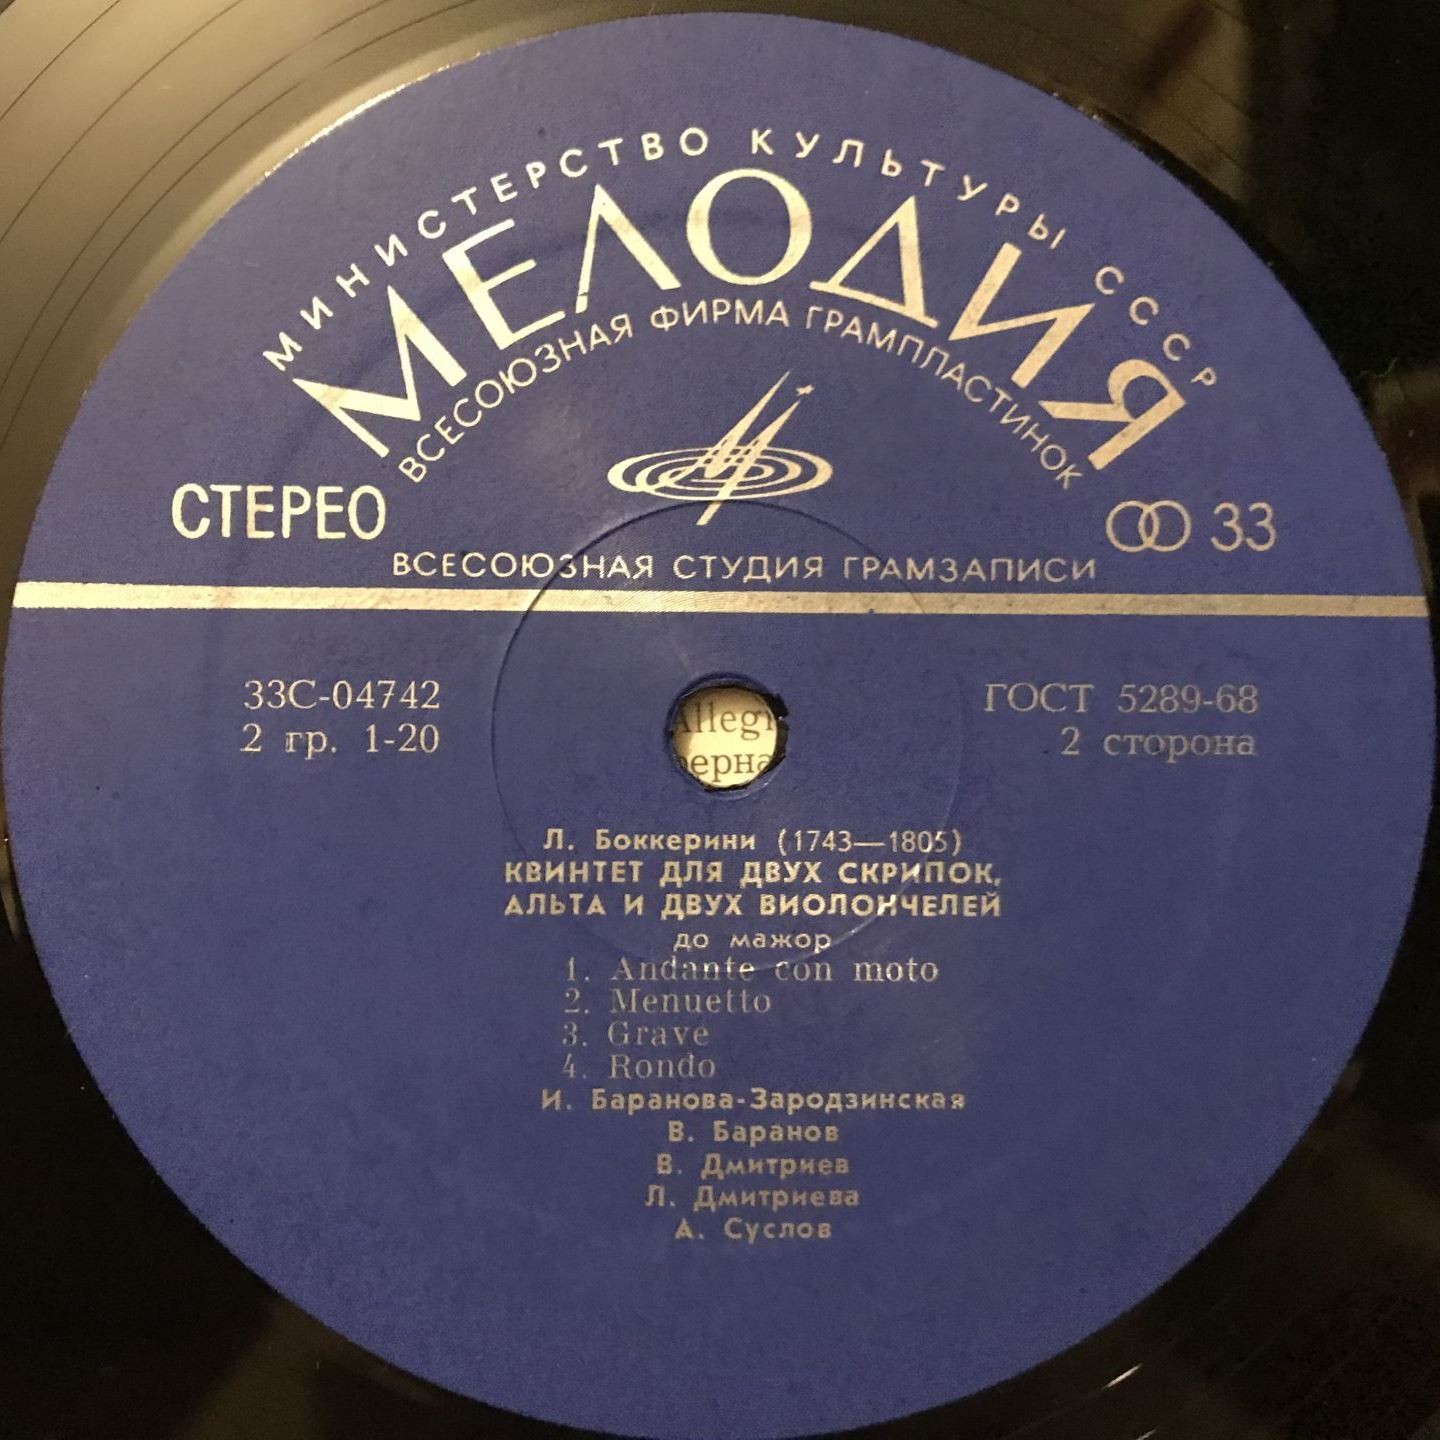 МИНИСТЕРСТВО КУЛЬТУРЫ СССР
МЕЛОДИЯ
ВСЕСОЮЗНАЯ ФИРМА ГРАМПЛАСТИНОК
СТЕРЕО
33
ВСЕСОЮЗНАЯ СТУДИЯ ГРАМЗАПИСИ
33С-04742
ГОСТ 5289-68
2 гр. 1-20
2 сторона
Allegr
ерна
Л. Боккерини (1743—1805)
КВИНТЕТ ДЛЯ ДВУХ СКРИПОК,
АЛЬТА И ДВУХ ВИОЛОНЧЕЛЕЙ
до мажор
1. Andante con moto
2. Menuetto
3. Grave
4. Rondo
И. Баранова-Зародзинская
В. Баранов
В. Дмитриев
Л. Дмитриева
А. Суслов